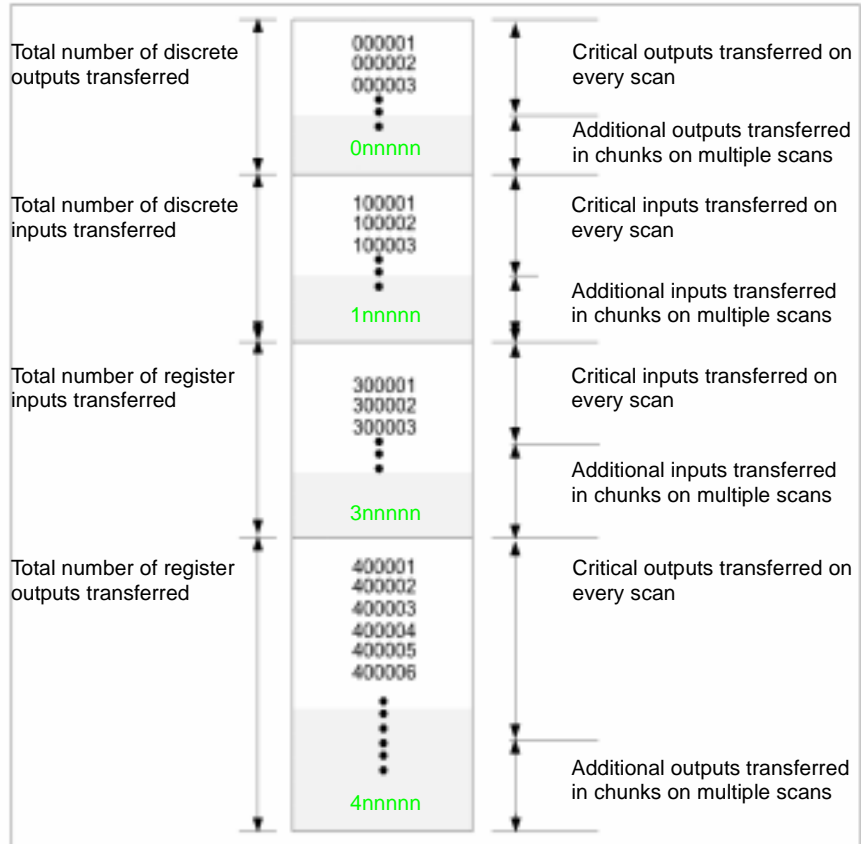 Total number of discrete
outputs transferred
000001
000002
000003
0nnnnn
Critical outputs transferred on
every scan
Additional outputs transferred
in chunks on multiple scans
Total number of discrete
inputs transferred
100001
100002
100003
1nnnnn
Critical inputs transferred on
every scan
Additional inputs transferred
in chunks on multiple scans
Total number of register
inputs transferred
300001
300002
300003
3nnnnn
Critical inputs transferred on
every scan
Additional inputs transferred
in chunks on multiple scans
Total number of register
outputs transferred
400001
400002
400003
400004
400005
400006
4nnnnn
Critical outputs transferred on
every scan
Additional outputs transferred
in chunks on multiple scans